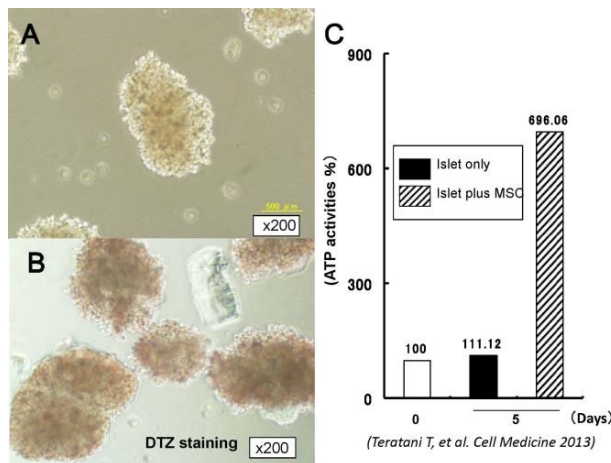 A
500 μm
x200
B
DTZ staining
x200
C
(ATP activities %)
900
600
300
0
Islet only
Islet plus MSC
100
111.12
696.06
0
5
(Days)
(Teratani T, et al. Cell Medicine 2013)